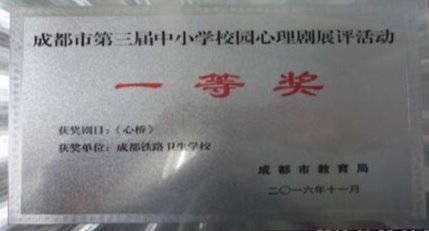 成都市第三届中小学校园心理剧展评活动
一等奖
获奖剧目：《心桥》
获奖单位：成都铁路卫生学校
成都市教育局
二〇一六年十一月